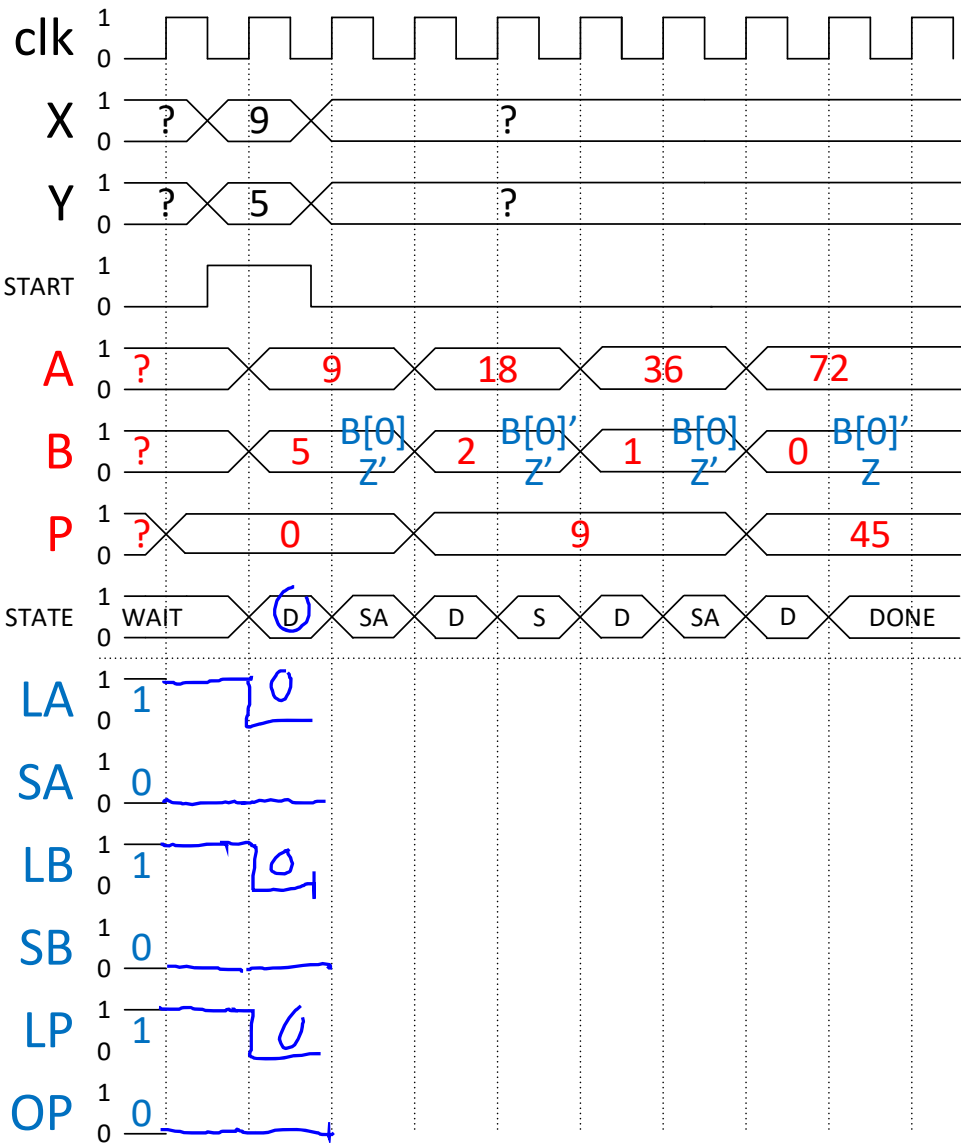 clk 1 0
X 1 0 ? 9 ?
Y 1 0 ? 5 ?
START 1 0
A 1 0 ? 9 18 36 72
B 1 0 ? 5 B[0] Z' 2 B[0]' Z' 1 B[0] Z' 0 B[0]' Z
P 1 0 ? 0 9 45
STATE 1 0 WAIT D SA D S D SA D DONE
LA 1 0 1 0
SA 1 0 0
LB 1 0 1 0
SB 1 0 0
LP 1 0 1 0
OP 1 0 0